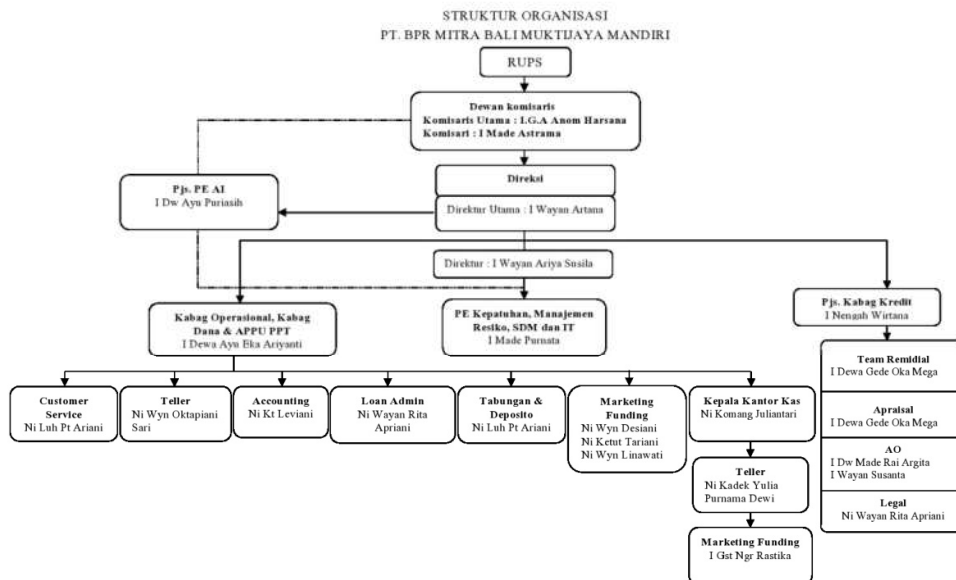 STRUKTUR ORGANISASI
PT. BPR MITRA BALI MUKTIJAYA MANDIRI
RUPS
Dewan komisaris
Komisaris Utama : I.G.A Anom Harsana
Komisari : I Made Astrama
Direksi
Direktur Utama : I Wayan Artana
Pjs. PE AI
I Dw Ayu Puriasih
Direktur : I Wayan Ariya Susila
Kabag Operasional, Kabag
Dana & APPU PPT
I Dewa Ayu Eka Ariyanti
PE Kepatuhan, Manajemen
Resiko, SDM dan IT
I Made Purnata
Pjs. Kabag Kredit
I Nengah Wirtana
Team Remidial
I Dewa Gede Oka Mega
Apraisal
I Dewa Gede Oka Mega
AO
I Dw Made Rai Argita
I Wayan Susanta
Legal
Ni Wayan Rita Apriani
Customer
Service
Ni Luh Pt Ariani
Teller
Ni Wyn Oktapiani
Sari
Accounting
Ni Kt Leviani
Loan Admin
Ni Wayan Rita
Apriani
Tabungan &
Deposito
Ni Luh Pt Ariani
Marketing
Funding
Ni Wyn Desiani
Ni Ketut Tariani
Ni Wyn Linawati
Kepala Kantor Kas
Ni Komang Juliantari
Teller
Ni Kadek Yulia
Purnama Dewi
Marketing Funding
I Gst Ngr Rastika